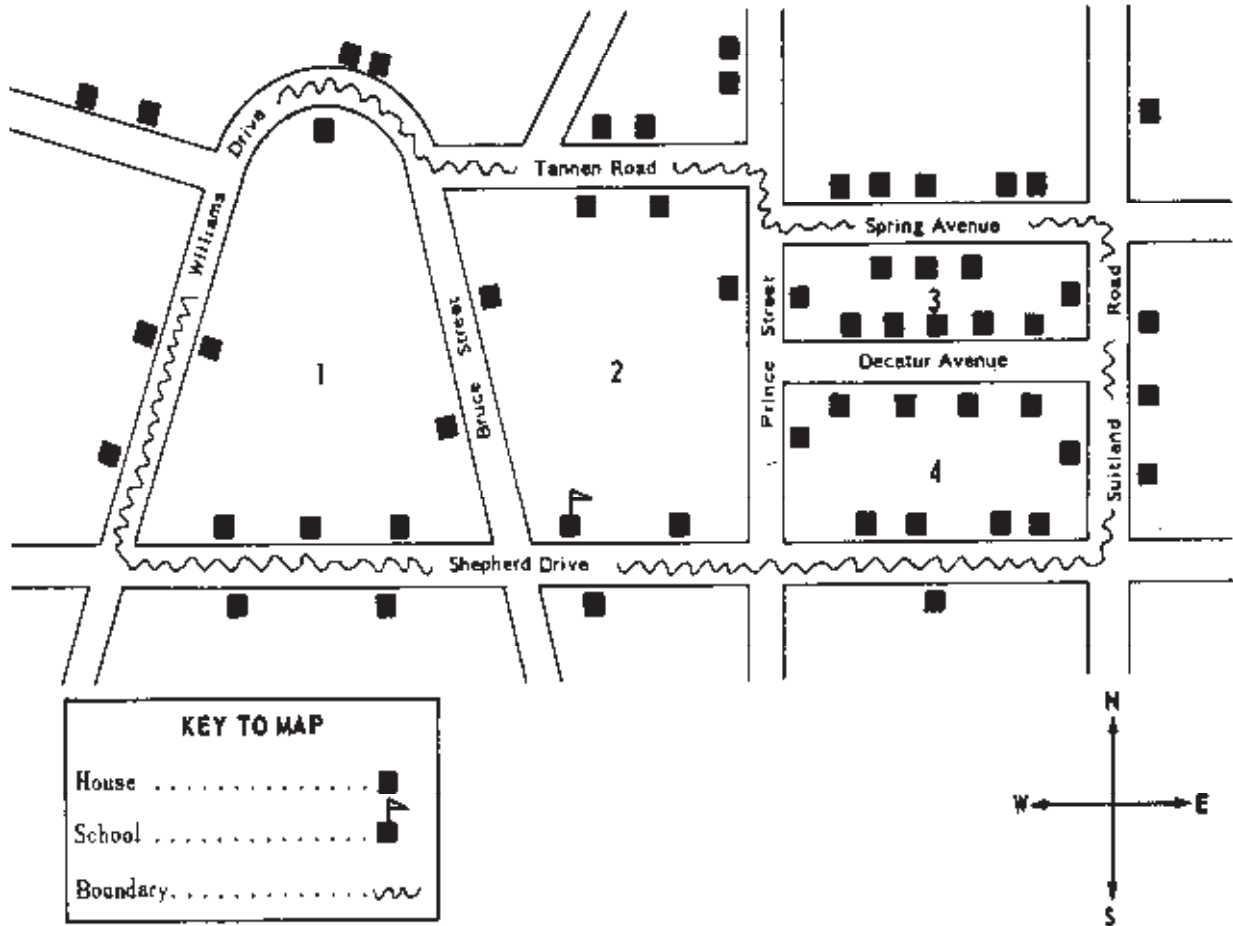 Williams Drive
Tannen Road
Spring Avenue
Bruce Street
Prince Street
Suitland Road
Decatur Avenue
Shepherd Drive
1
2
3
4
KEY TO MAP
House . . . . . . . . . . . .
School . . . . . . . . . . . .
Boundary. . . . . . . . . . .
N
W E
S